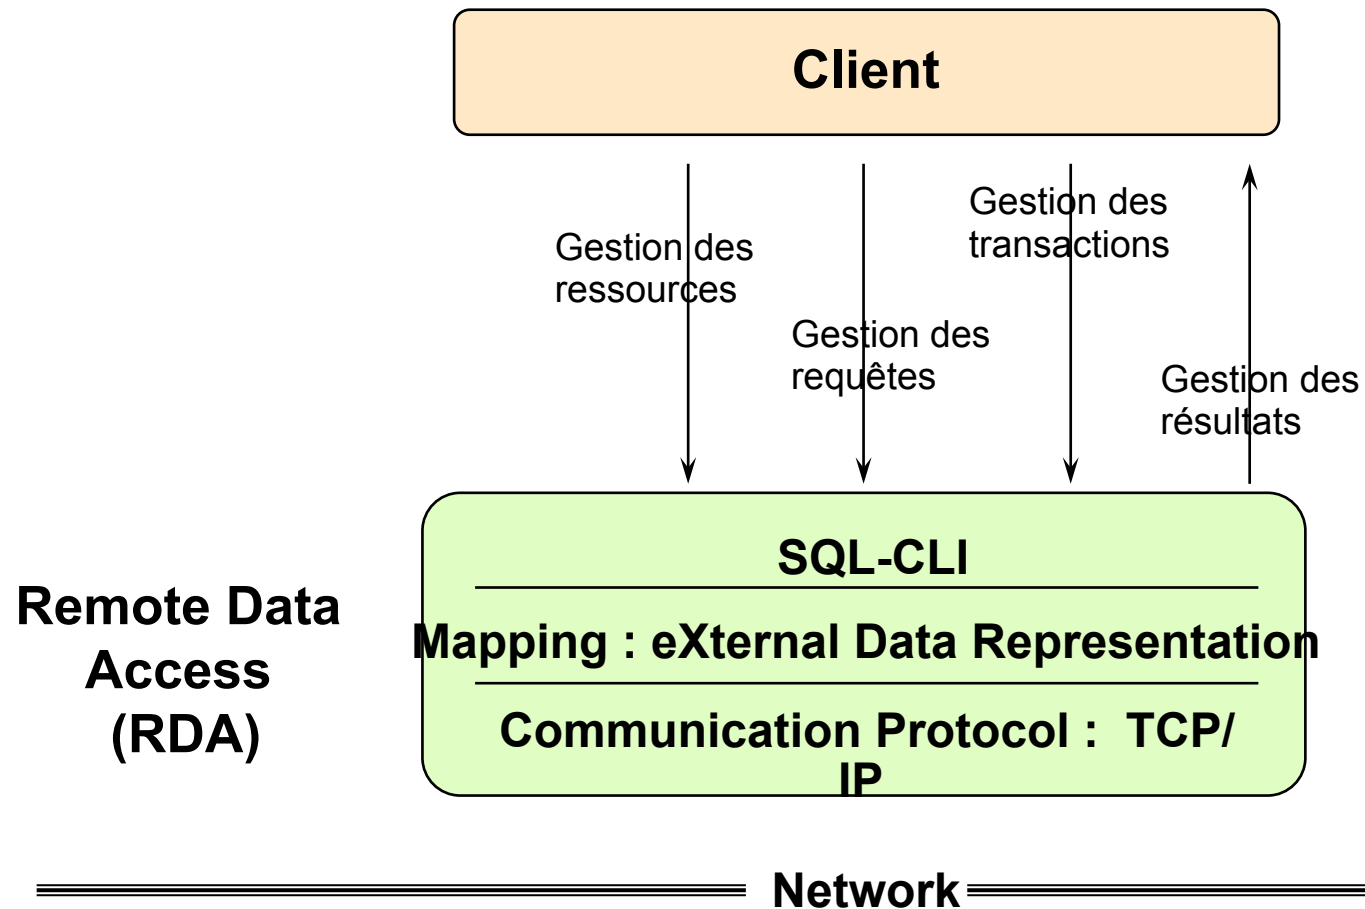 Client
Gestion des
transactions
Gestion des
ressources
Gestion des
requêtes
Gestion des
résultats
SQL-CLI
Mapping : eXternal Data Representation
Communication Protocol :  TCP/
IP
Remote Data
Access
(RDA)
Network